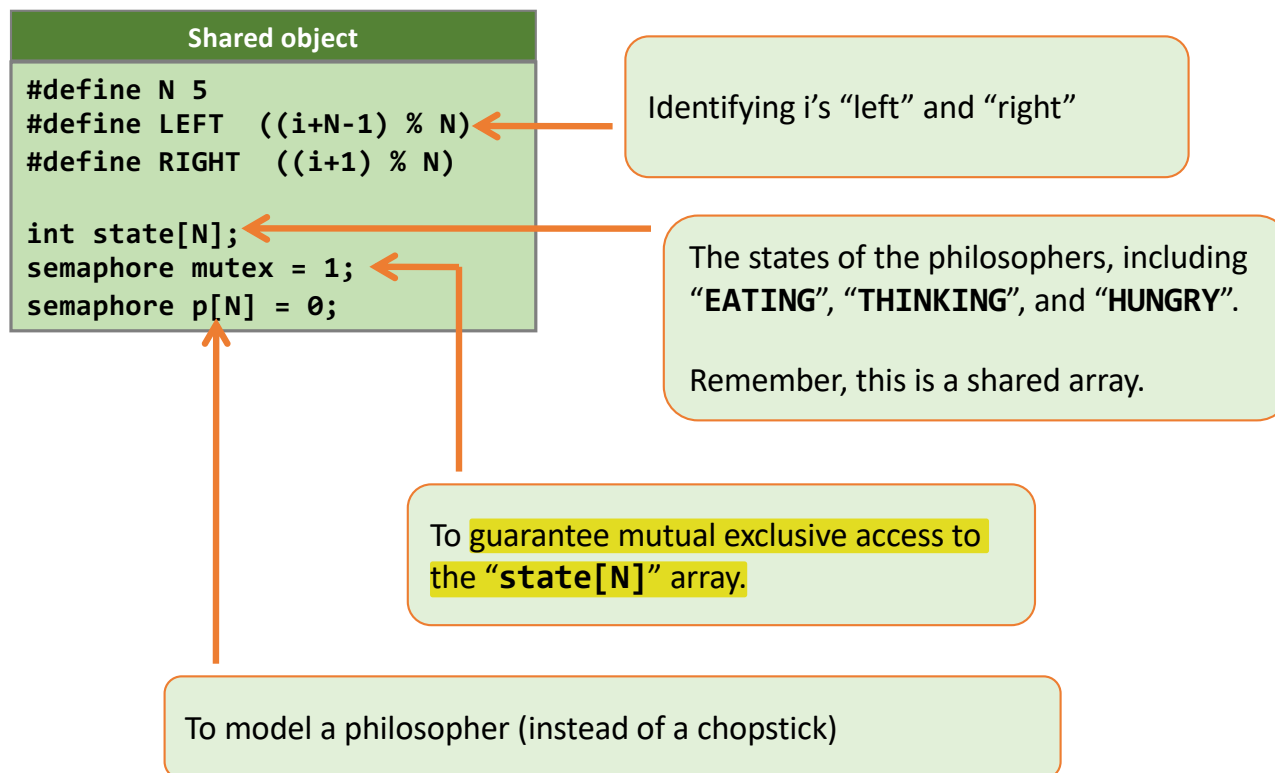 Shared object
#define N 5
#define LEFT  ((i+N-1) % N)
#define RIGHT  ((i+1) % N)
int state[N];
semaphore mutex = 1;
semaphore p[N] = 0;
Identifying i’s “left” and “right”
The states of the philosophers, including
“EATING”, “THINKING”, and “HUNGRY”.
Remember, this is a shared array.
To guarantee mutual exclusive access to
the “state[N]” array.
To model a philosopher (instead of a chopstick)